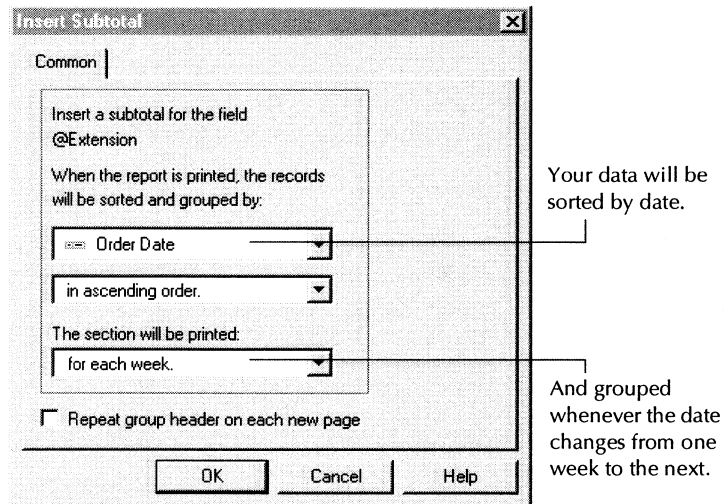 Insert Subtotal
Common
Insert a subtotal for the field
@Extension
When the report is printed, the records
will be sorted and grouped by:
Order Date
in ascending order.
The section will be printed:
for each week.
Repeat group header on each new page
OK
Cancel
Help
Your data will be
sorted by date.
And grouped
whenever the date
changes from one
week to the next.